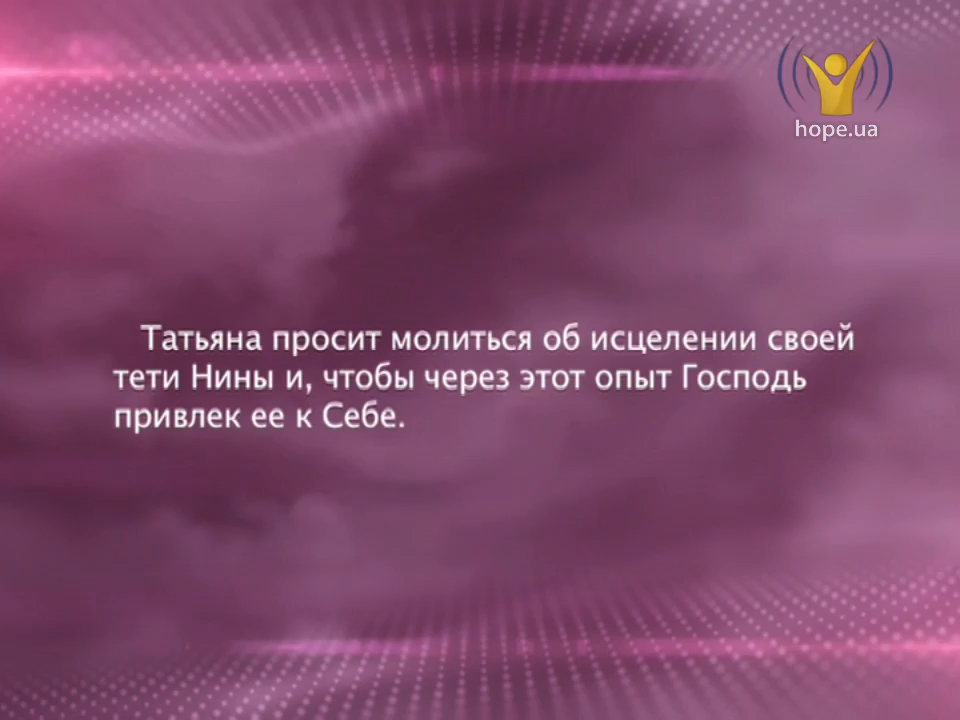 hope.ua
Татьяна просит молиться об исцелении своей
тети Нины и, чтобы через этот опыт Господь
привлек ее к Себе.